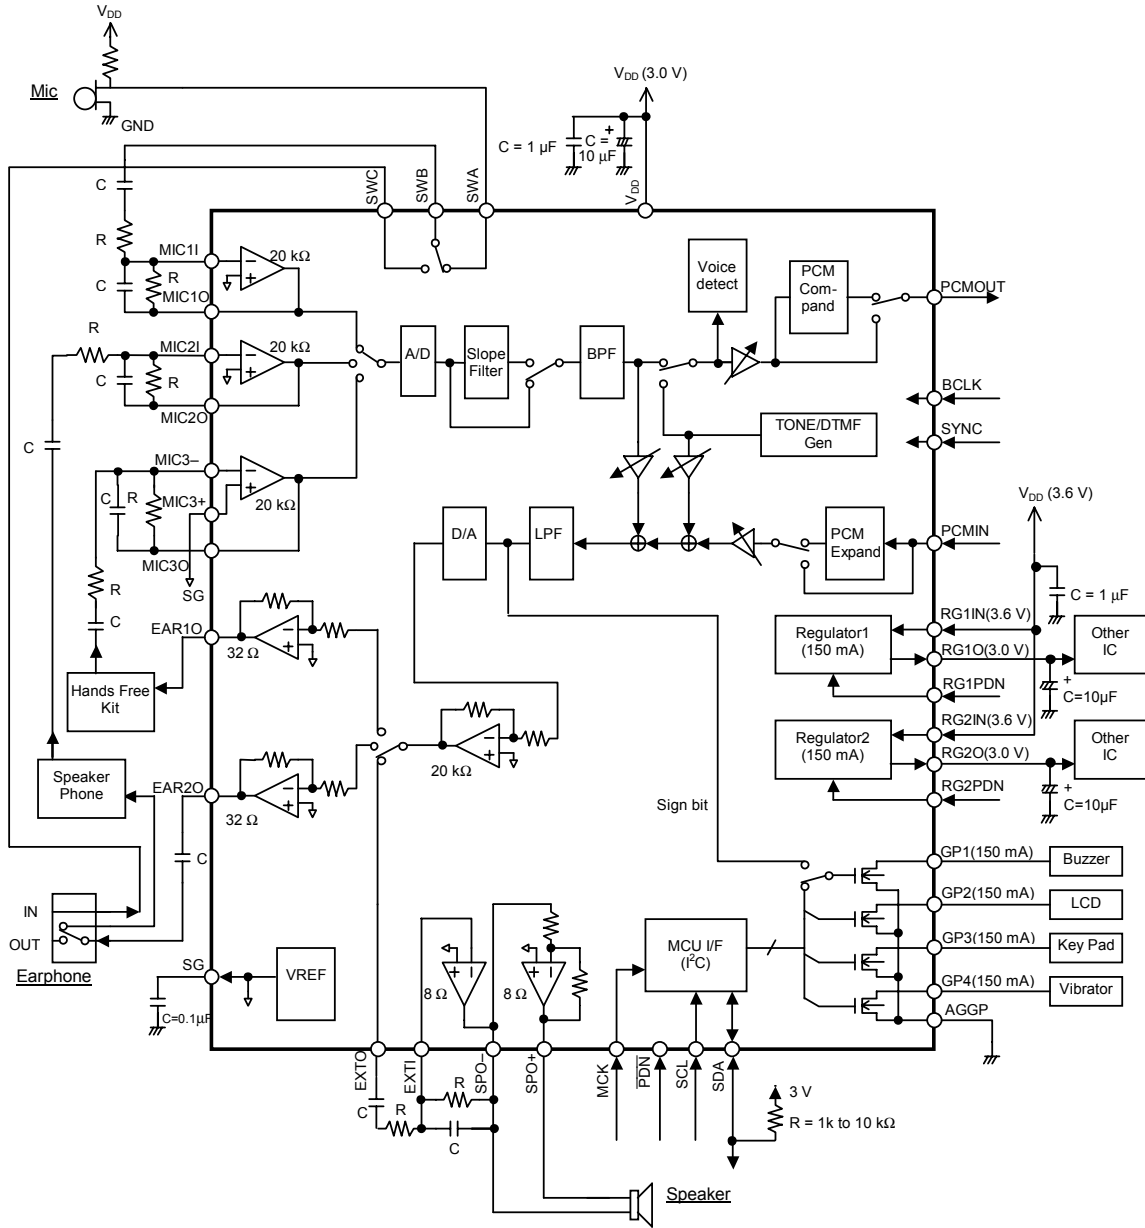 VDD
Mic
GND
VDD (3.0 V)
C = 1 µF
C =
10 µF
+
SWC
SWB
SWA
VDD
C
R
MIC1I
20 kΩ
C
R
MIC1O
R
MIC2I
20 kΩ
C
R
MIC2O
C
MIC3–
C
R
MIC3+
20 kΩ
MIC3O
SG
R
C
A/D
Slope
Filter
BPF
Voice
detect
PCM
Com-
pand
PCMOUT
BCLK
SYNC
TONE/DTMF
Gen
VDD (3.6 V)
D/A
LPF
PCM
Expand
PCMIN
C = 1 µF
EAR1O
32 Ω
Hands Free
Kit
Regulator1
(150 mA)
RG1IN(3.6 V)
RG1O(3.0 V)
Other
IC
+
C=10µF
RG1PDN
Regulator2
(150 mA)
RG2IN(3.6 V)
RG2O(3.0 V)
Other
IC
+
C=10µF
RG2PDN
20 kΩ
Speaker
Phone
EAR2O
32 Ω
C
Sign bit
IN
OUT
Earphone
SG
C=0.1µF
VREF
8 Ω
8 Ω
MCU I/F
(I2C)
GP1(150 mA)
Buzzer
GP2(150 mA)
LCD
GP3(150 mA)
Key Pad
GP4(150 mA)
Vibrator
AGGP
EXTO
EXTI
SPO–
SPO+
MCK
PDN
SCL
SDA
C
R
R
C
3 V
R = 1k to 10 kΩ
Speaker